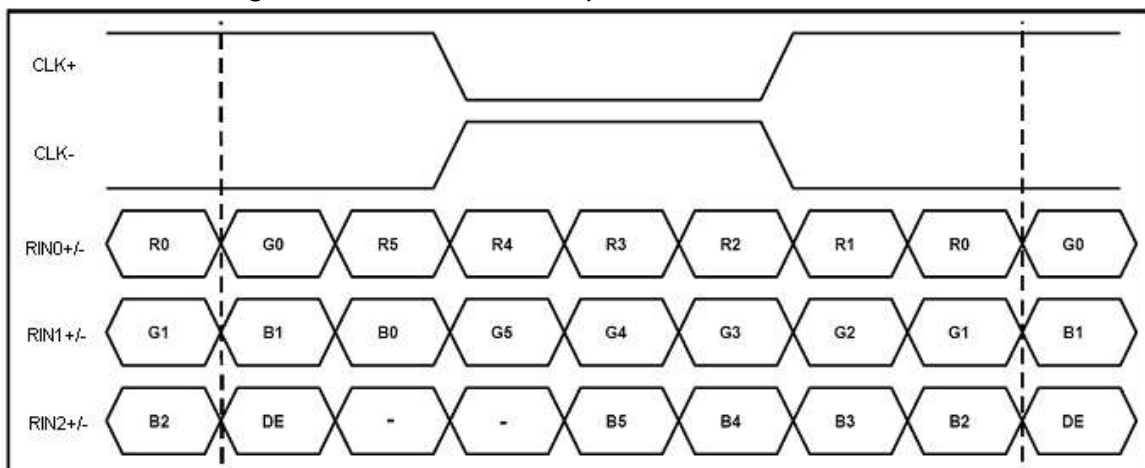 CLK+
CLK-
RIN0+/- R0 G0 R5 R4 R3 R2 R1 R0 G0
RIN1+/- G1 B1 B0 G5 G4 G3 G2 G1 B1
RIN2+/- B2 DE - - B5 B4 B3 B2 DE